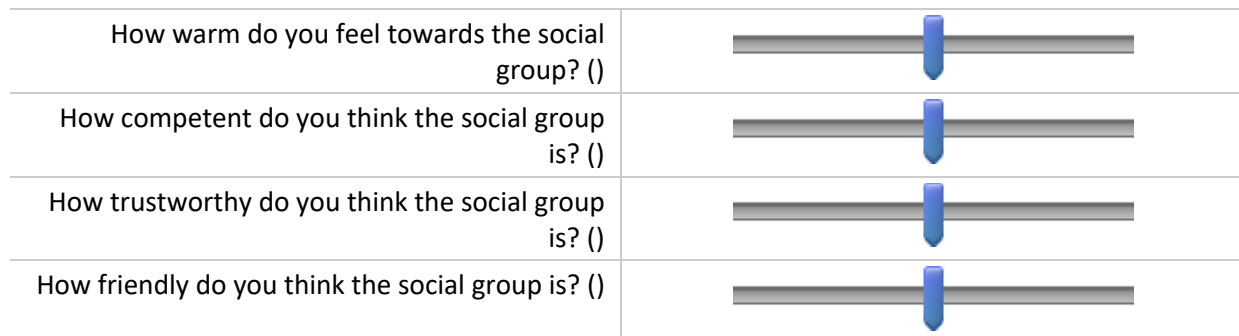 How warm do you feel towards the social
group? ()
How competent do you think the social group
is? ()
How trustworthy do you think the social group
is? ()
How friendly do you think the social group is? ()